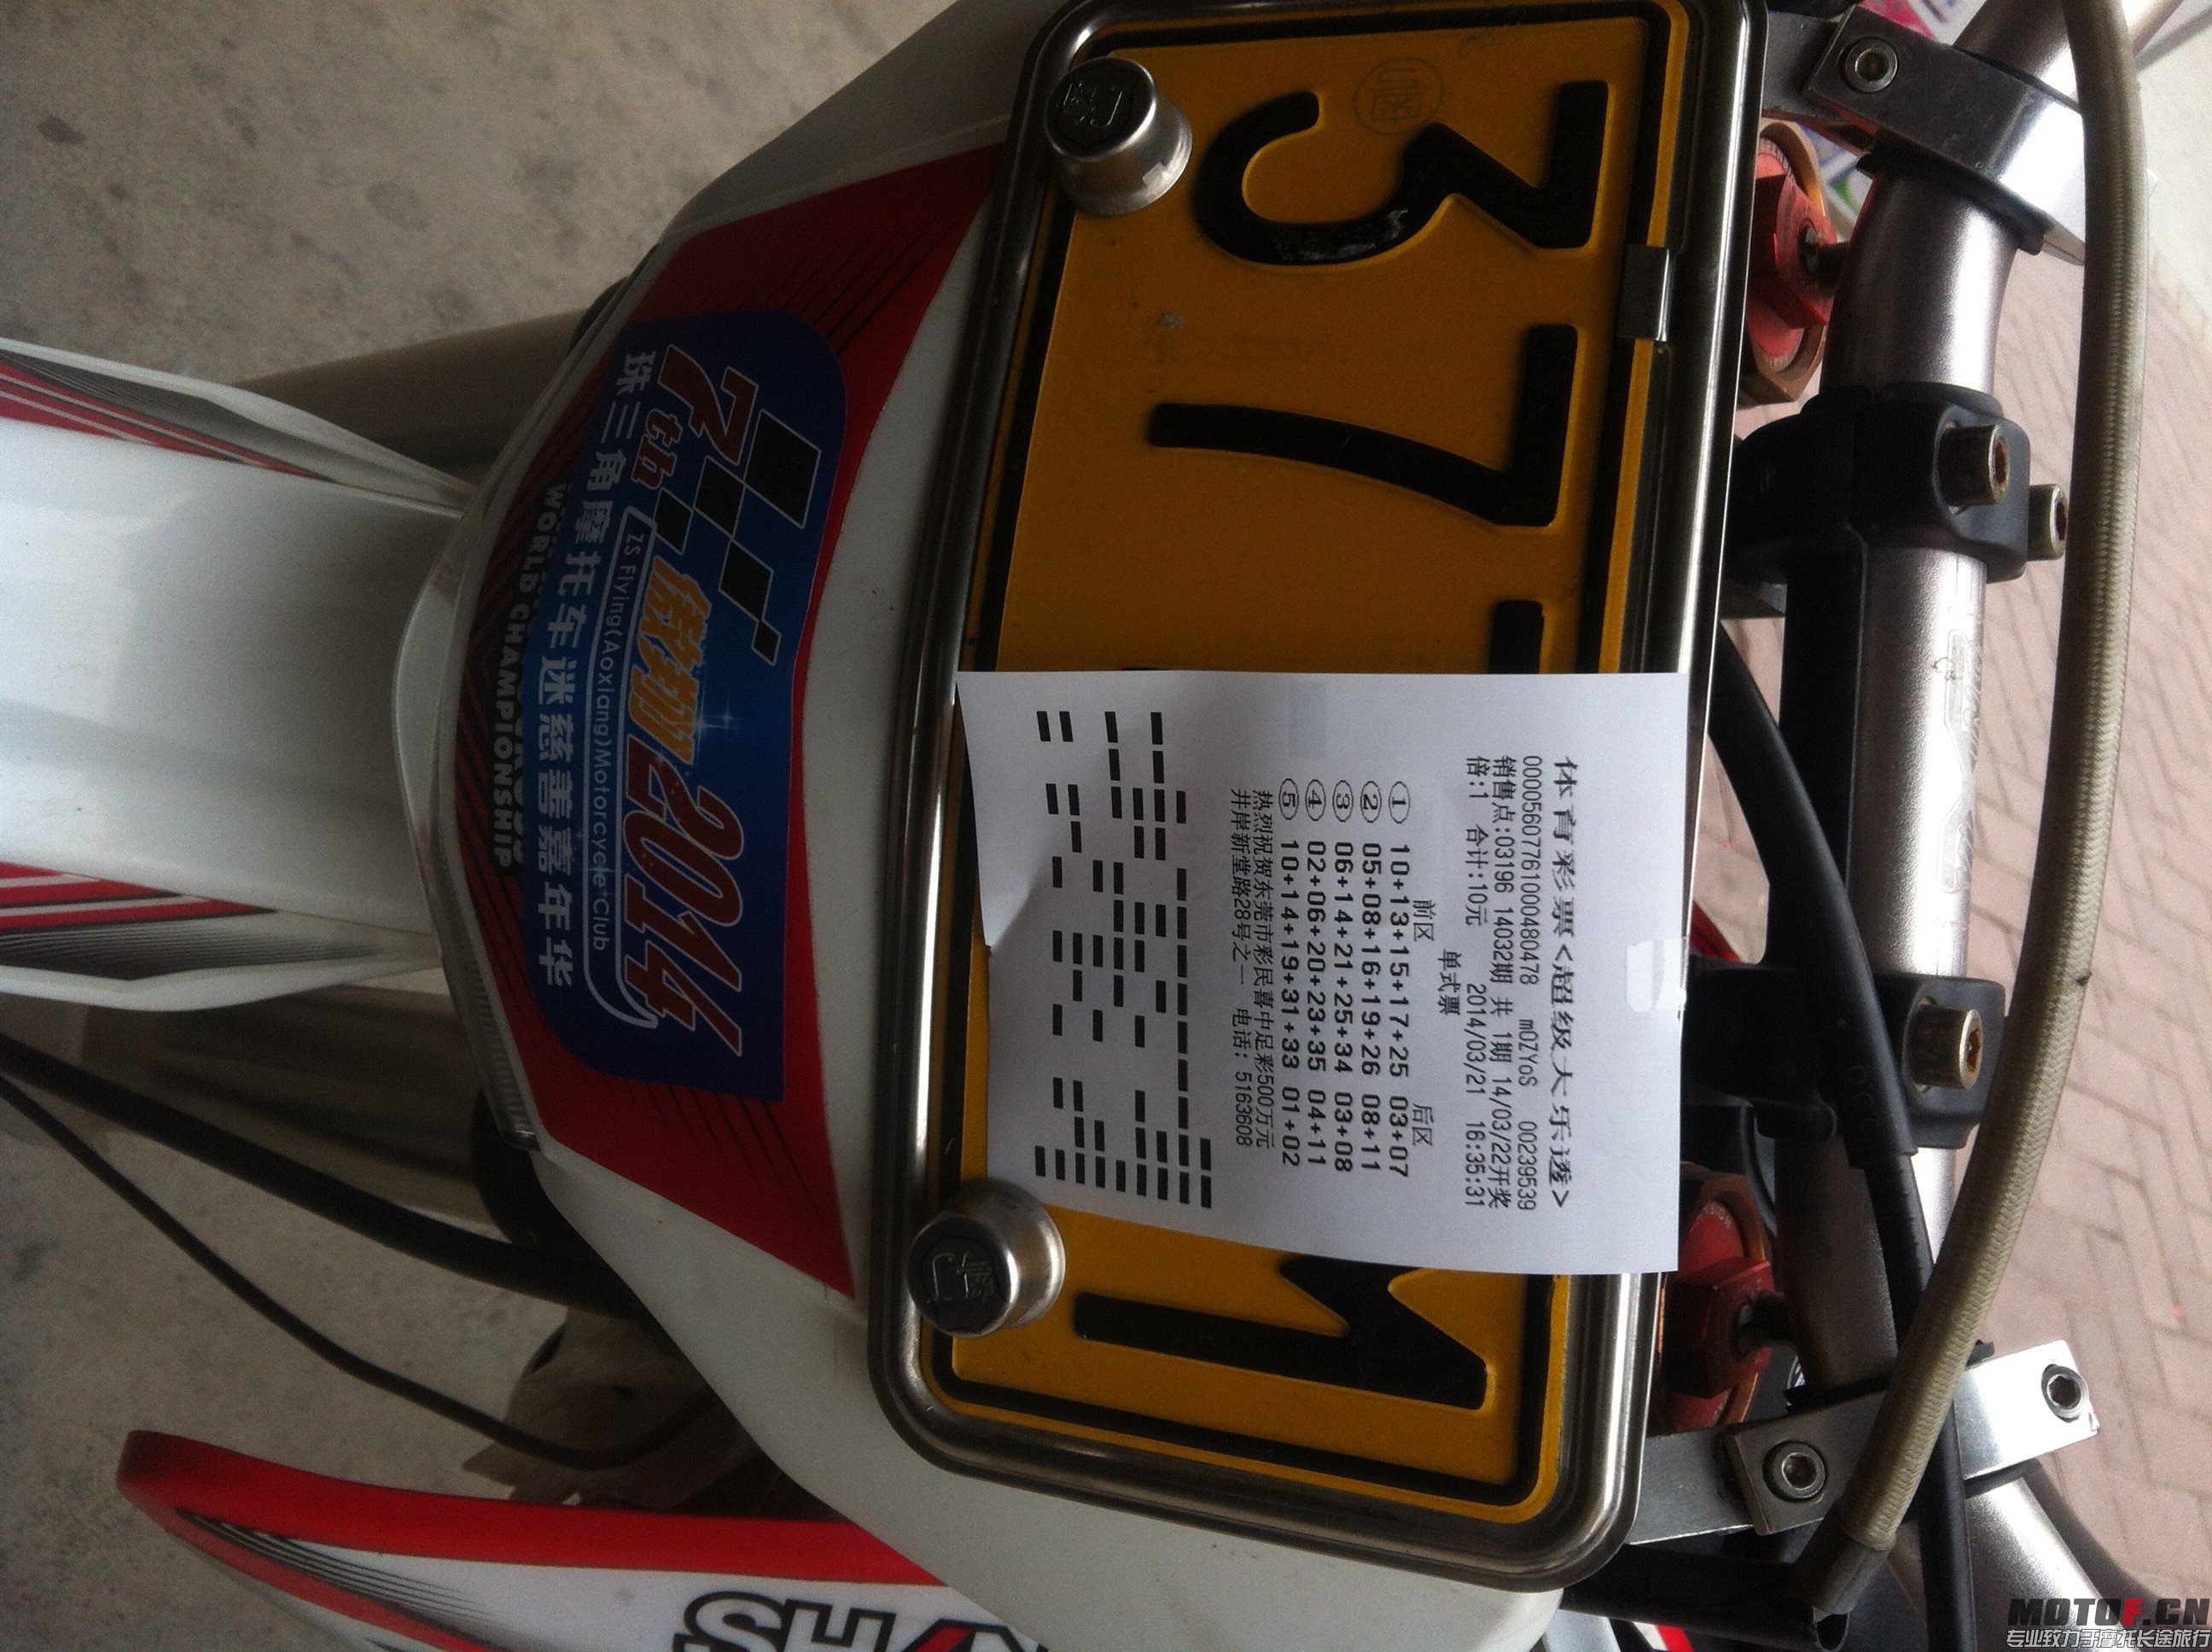 体育彩票<超级大乐透>
000056077610004480478 mOZYoS 00239539
销售点:03196 14032期 共 1期 14/03/22开奖
倍:1 合计:10元 2014/03/21 16:35:31
单式票
前区 后区
① 10+13+15+17+25 03+07
② 05+08+16+19+26 08+11
③ 06+14+21+25+34 03+08
④ 02+06+20+23+35 04+11
⑤ 10+14+19+31+33 01+02
热烈祝贺东莞市彩民喜中足彩500万元
井岸新堂路28号之一 电话: 5163608
37
1
7th 2014
ZS Flying(Aoxiang)Motorcycle Club
珠三角摩托车迷慈善嘉年华
WORLD CHAMPIONSHIP
MOTOF.CN
专业致力于摩托长途旅行